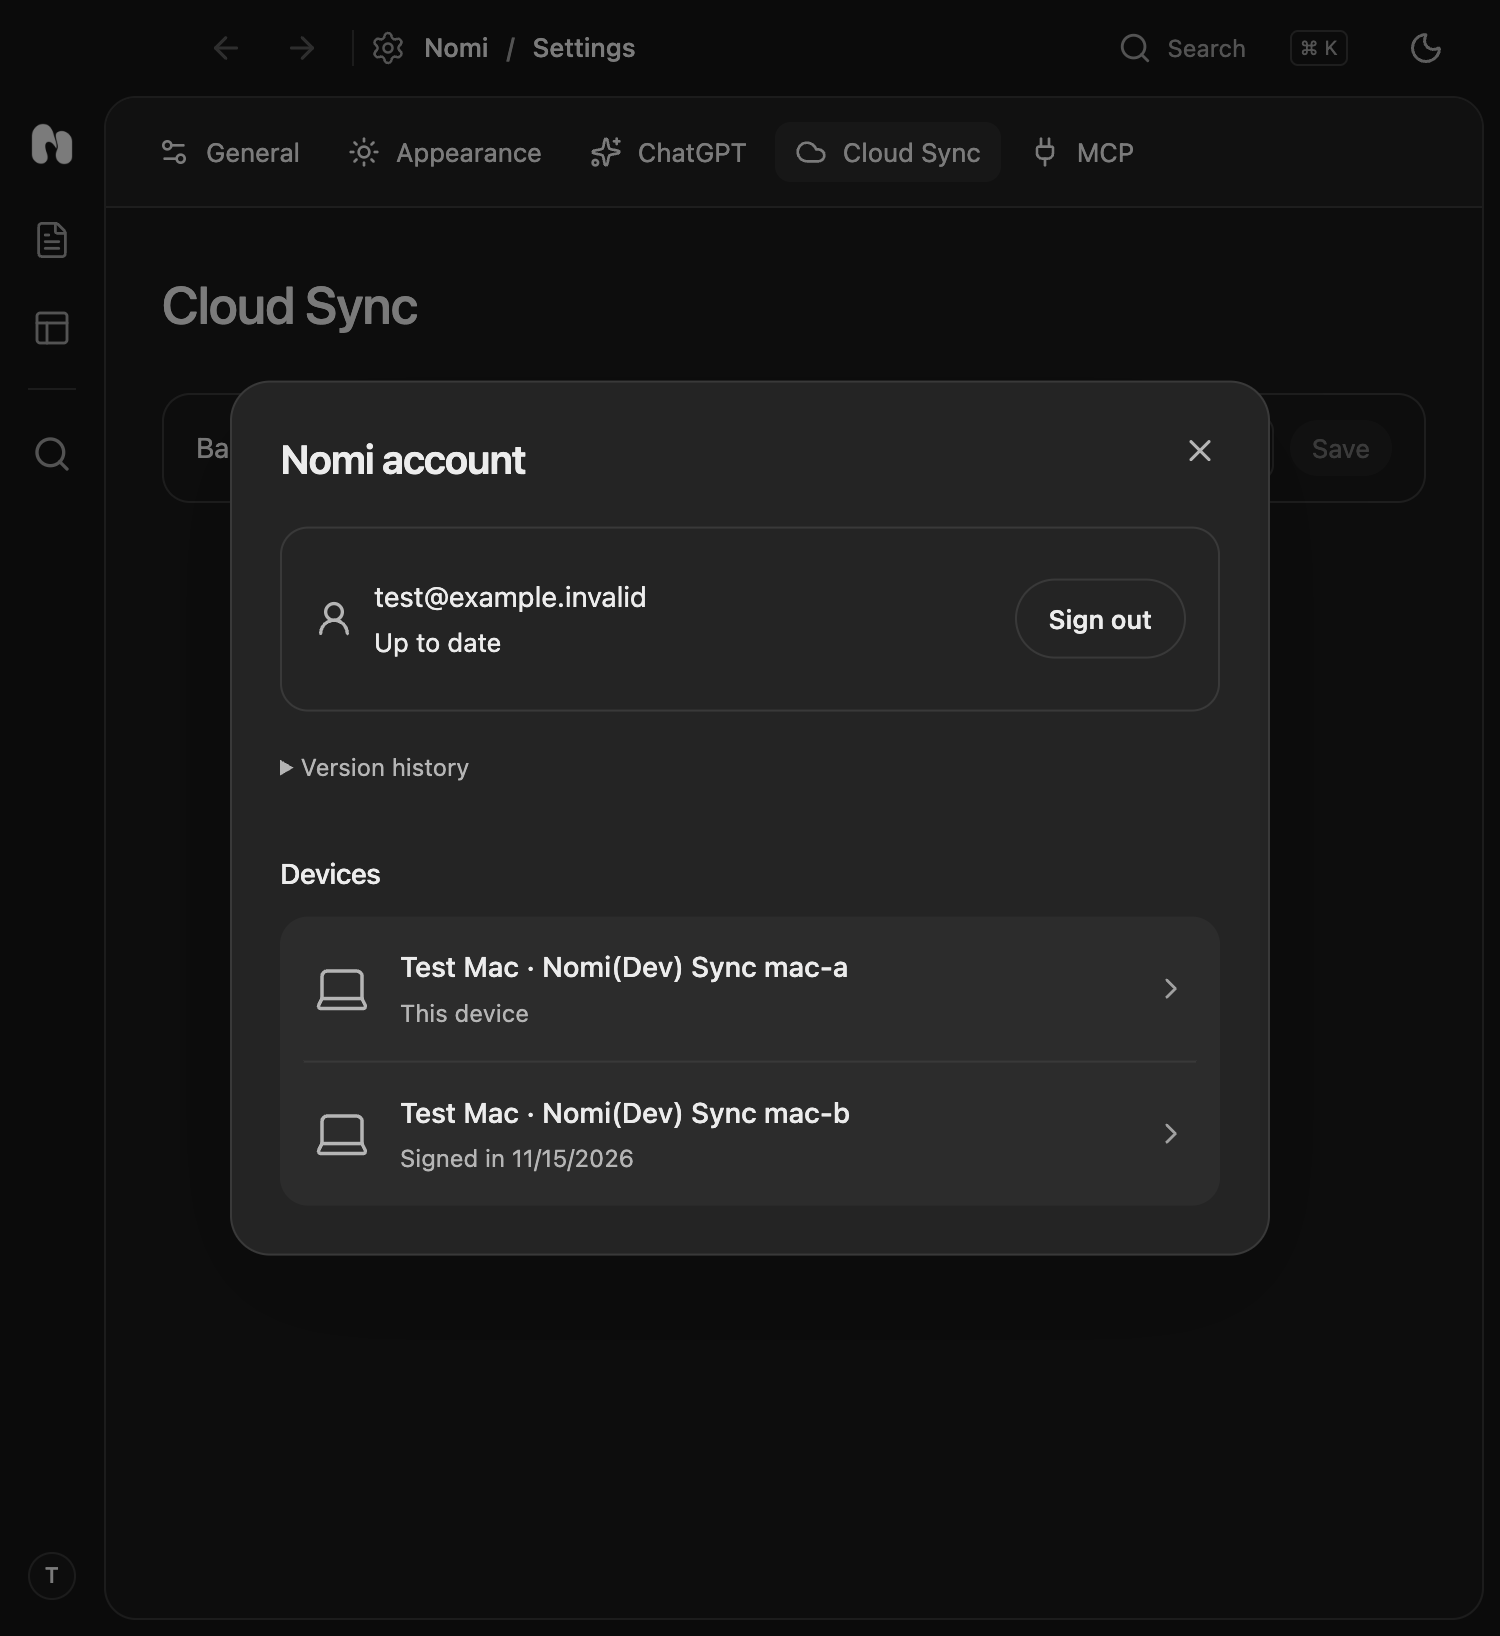 Nomi / Settings
Search ⌘ K
General Appearance ChatGPT Cloud Sync MCP
Cloud Sync
Save
Nomi account
test@example.invalid
Up to date
Sign out
Version history
Devices
Test Mac · Nomi(Dev) Sync mac-a
This device
Test Mac · Nomi(Dev) Sync mac-b
Signed in 11/15/2026
T